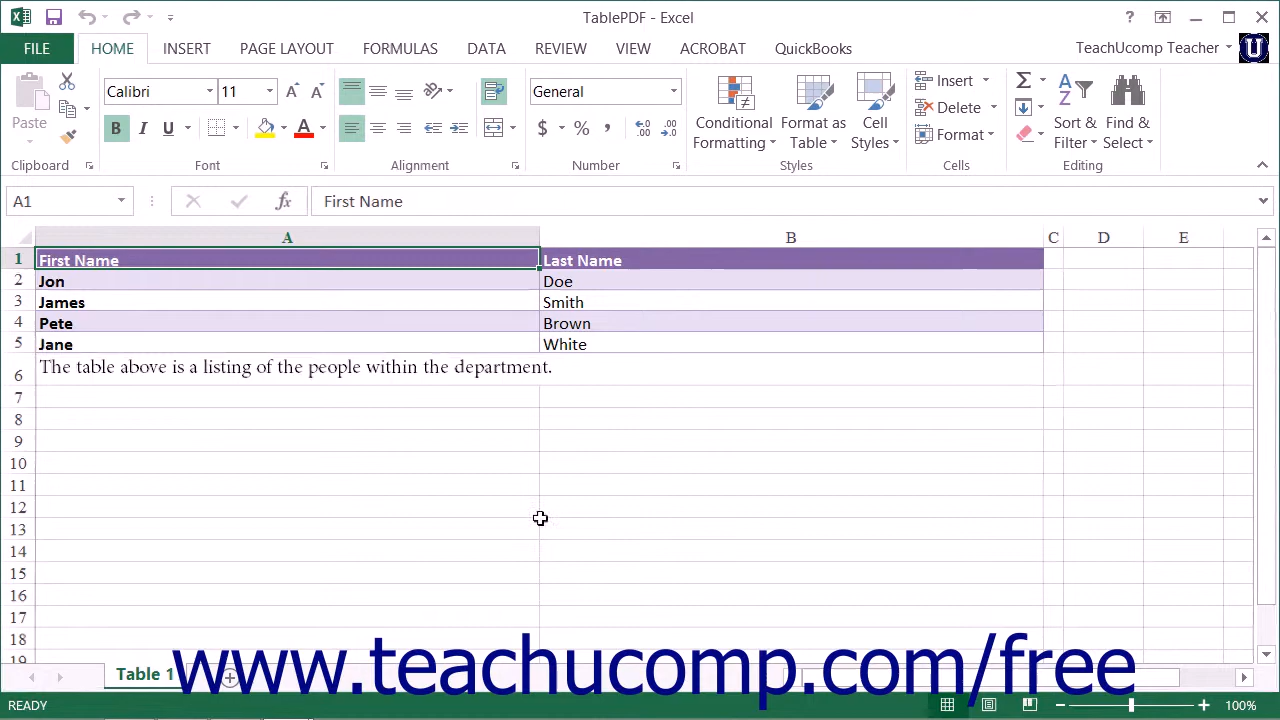 TablePDF - Excel
?
FILE HOME INSERT PAGE LAYOUT FORMULAS DATA REVIEW VIEW ACROBAT QuickBooks TeachUcomp Teacher U
Calibri 11 A A General $ % , .00 .0
Paste
B I U A
Conditional Formatting
Format as Table
Cell Styles
Insert
Delete
Format
Sort & Filter
Find & Select
Clipboard Font Alignment Number Styles Cells Editing
A1 fx First Name
A B C D E
1 First Name Last Name
2 Jon Doe
3 James Smith
4 Pete Brown
5 Jane White
6 The table above is a listing of the people within the department.
7
8
9
10
11
12
13
14
15
16
17
18
19
Table 1
www.teachucomp.com/free
READY 100%